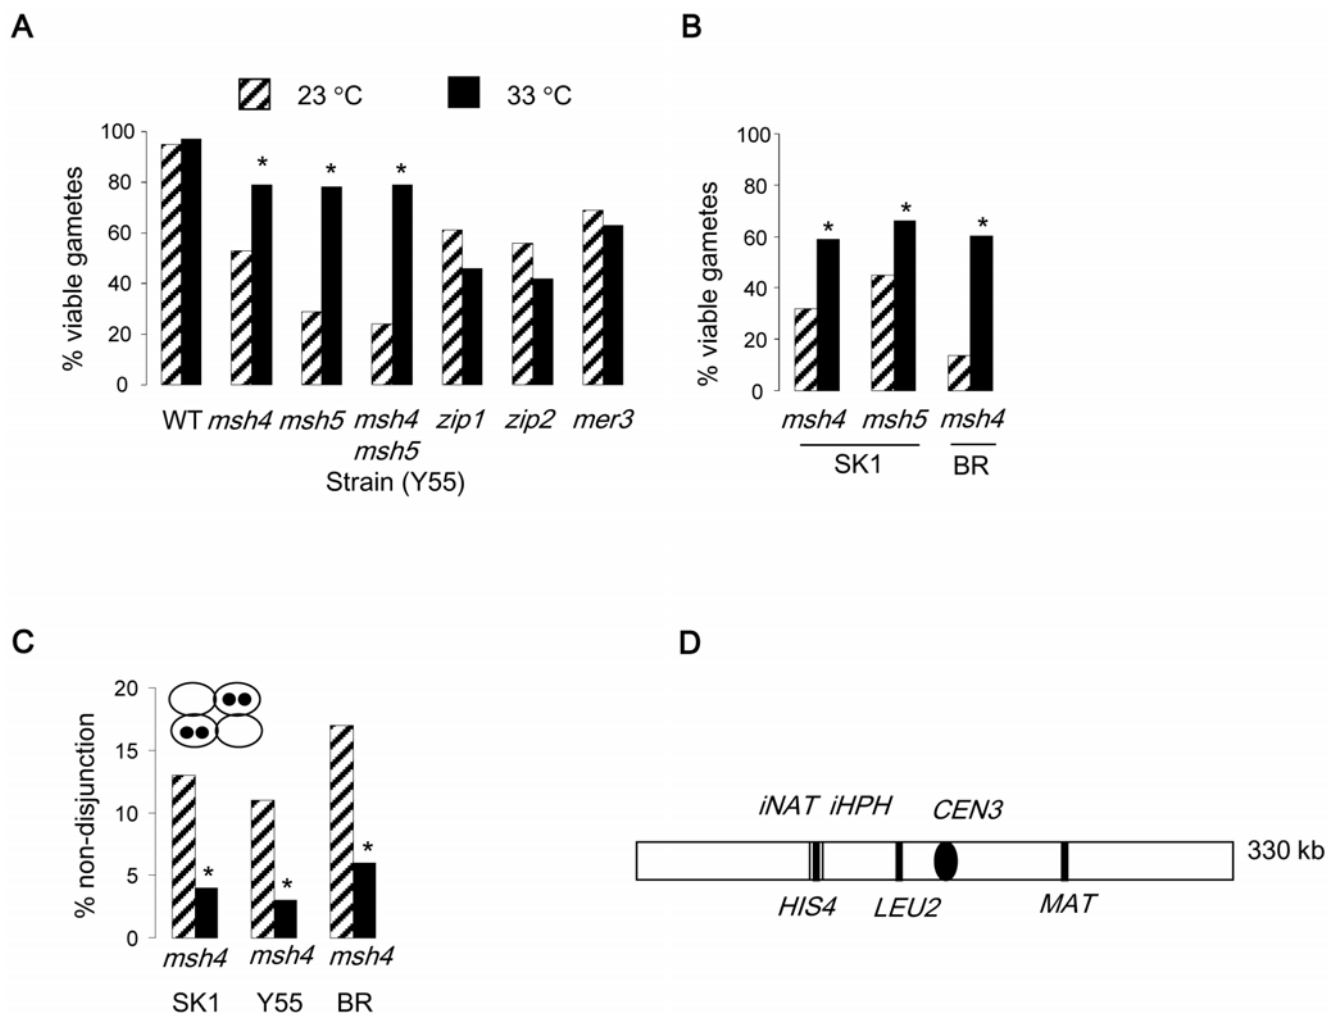 A
B
23 °C
33 °C
% viable gametes
100
80
60
40
20
0
*
*
*
WT msh4 msh5 msh4 zip1 zip2 mer3
msh5
Strain (Y55)
% viable gametes
100
80
60
40
20
0
*
*
*
msh4 msh5 msh4
SK1 BR
C
D
% non-disjunction
20
15
10
5
0
*
*
*
msh4 msh4 msh4
SK1 Y55 BR
iNAT iHPH CEN3
330 kb
HIS4 LEU2 MAT